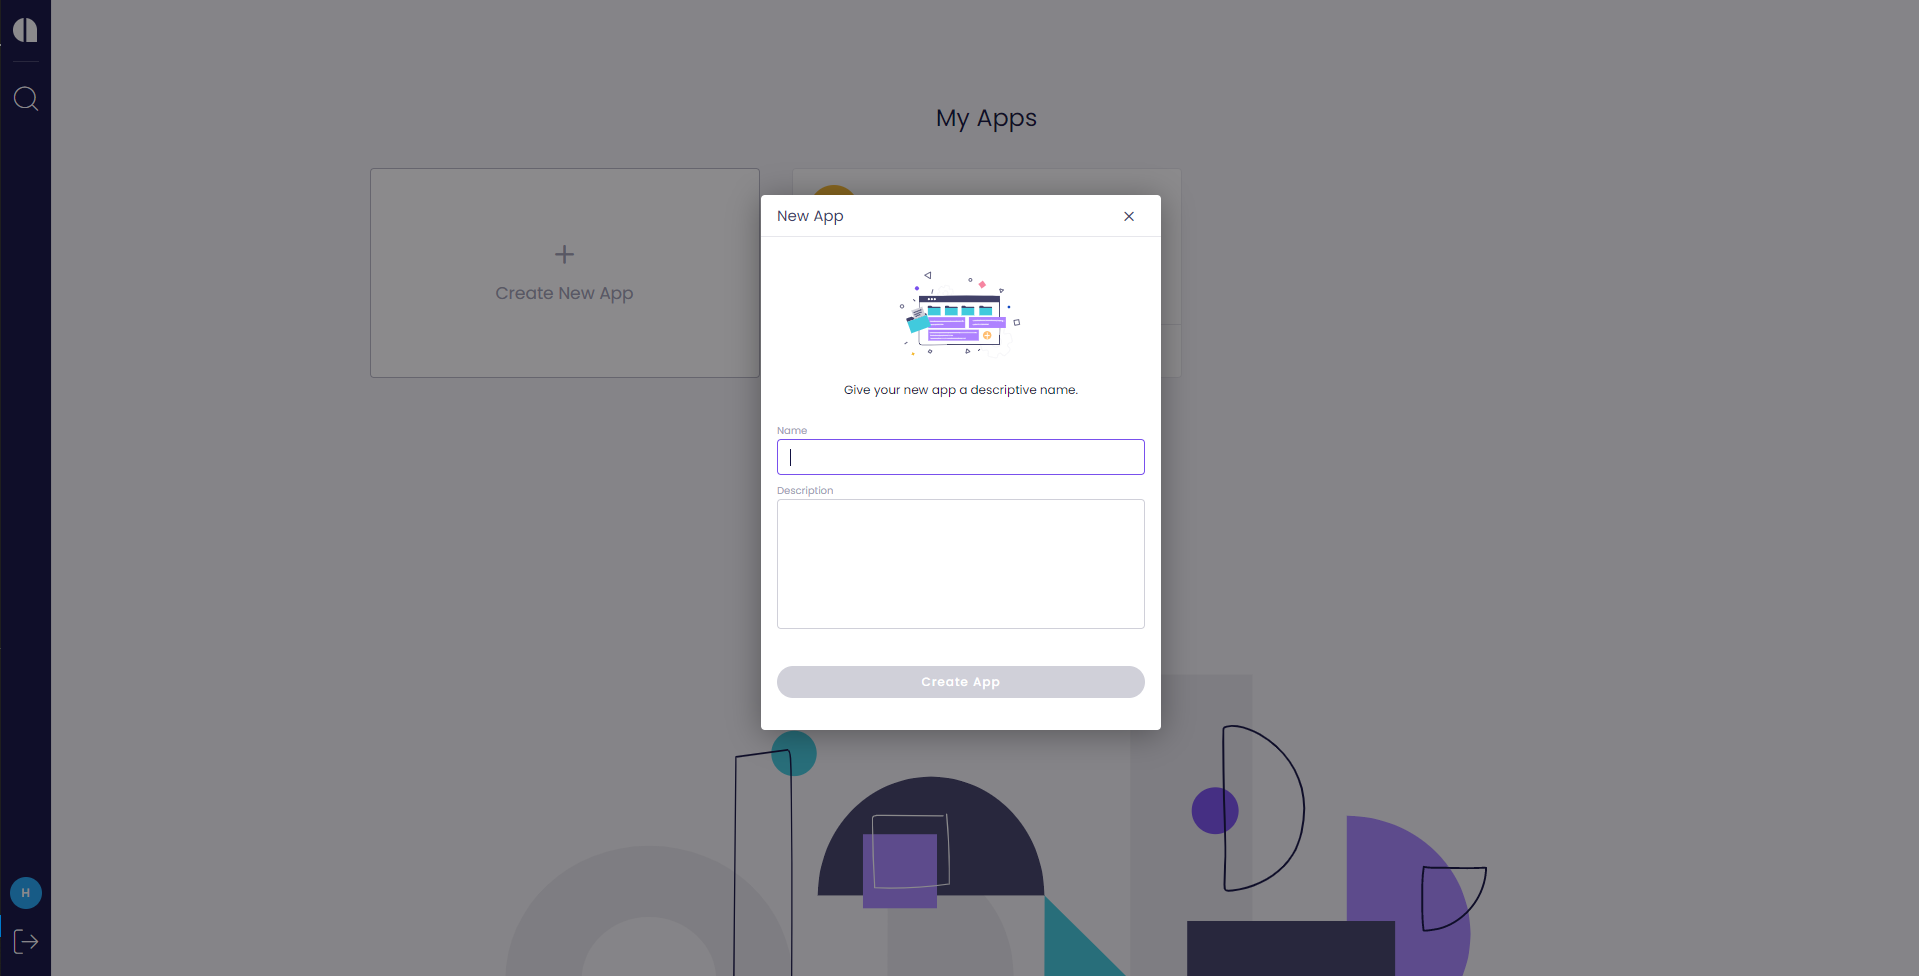 My Apps
Create New App
New App
Give your new app a descriptive name.
Name
Description
Create App
H